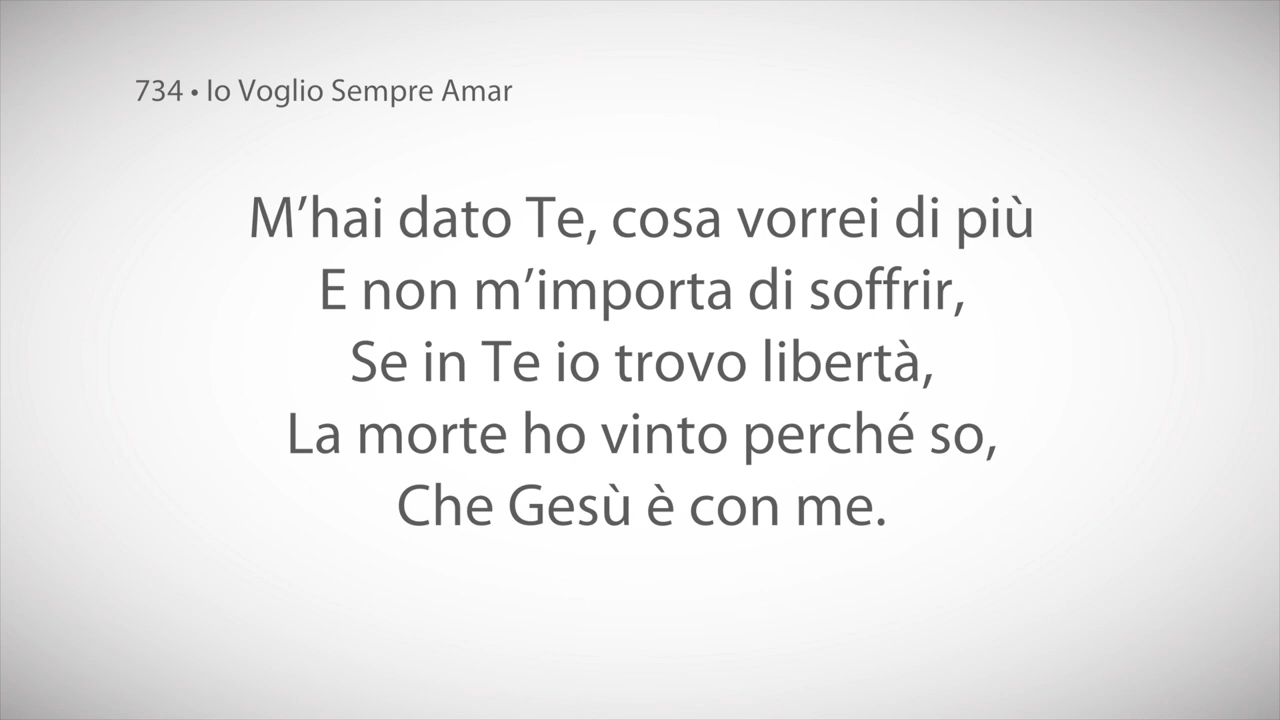 734 • Io Voglio Sempre Amar
M’hai dato Te, cosa vorrei di più
E non m’importa di soffrir,
Se in Te io trovo libertà,
La morte ho vinto perché so,
Che Gesù è con me.